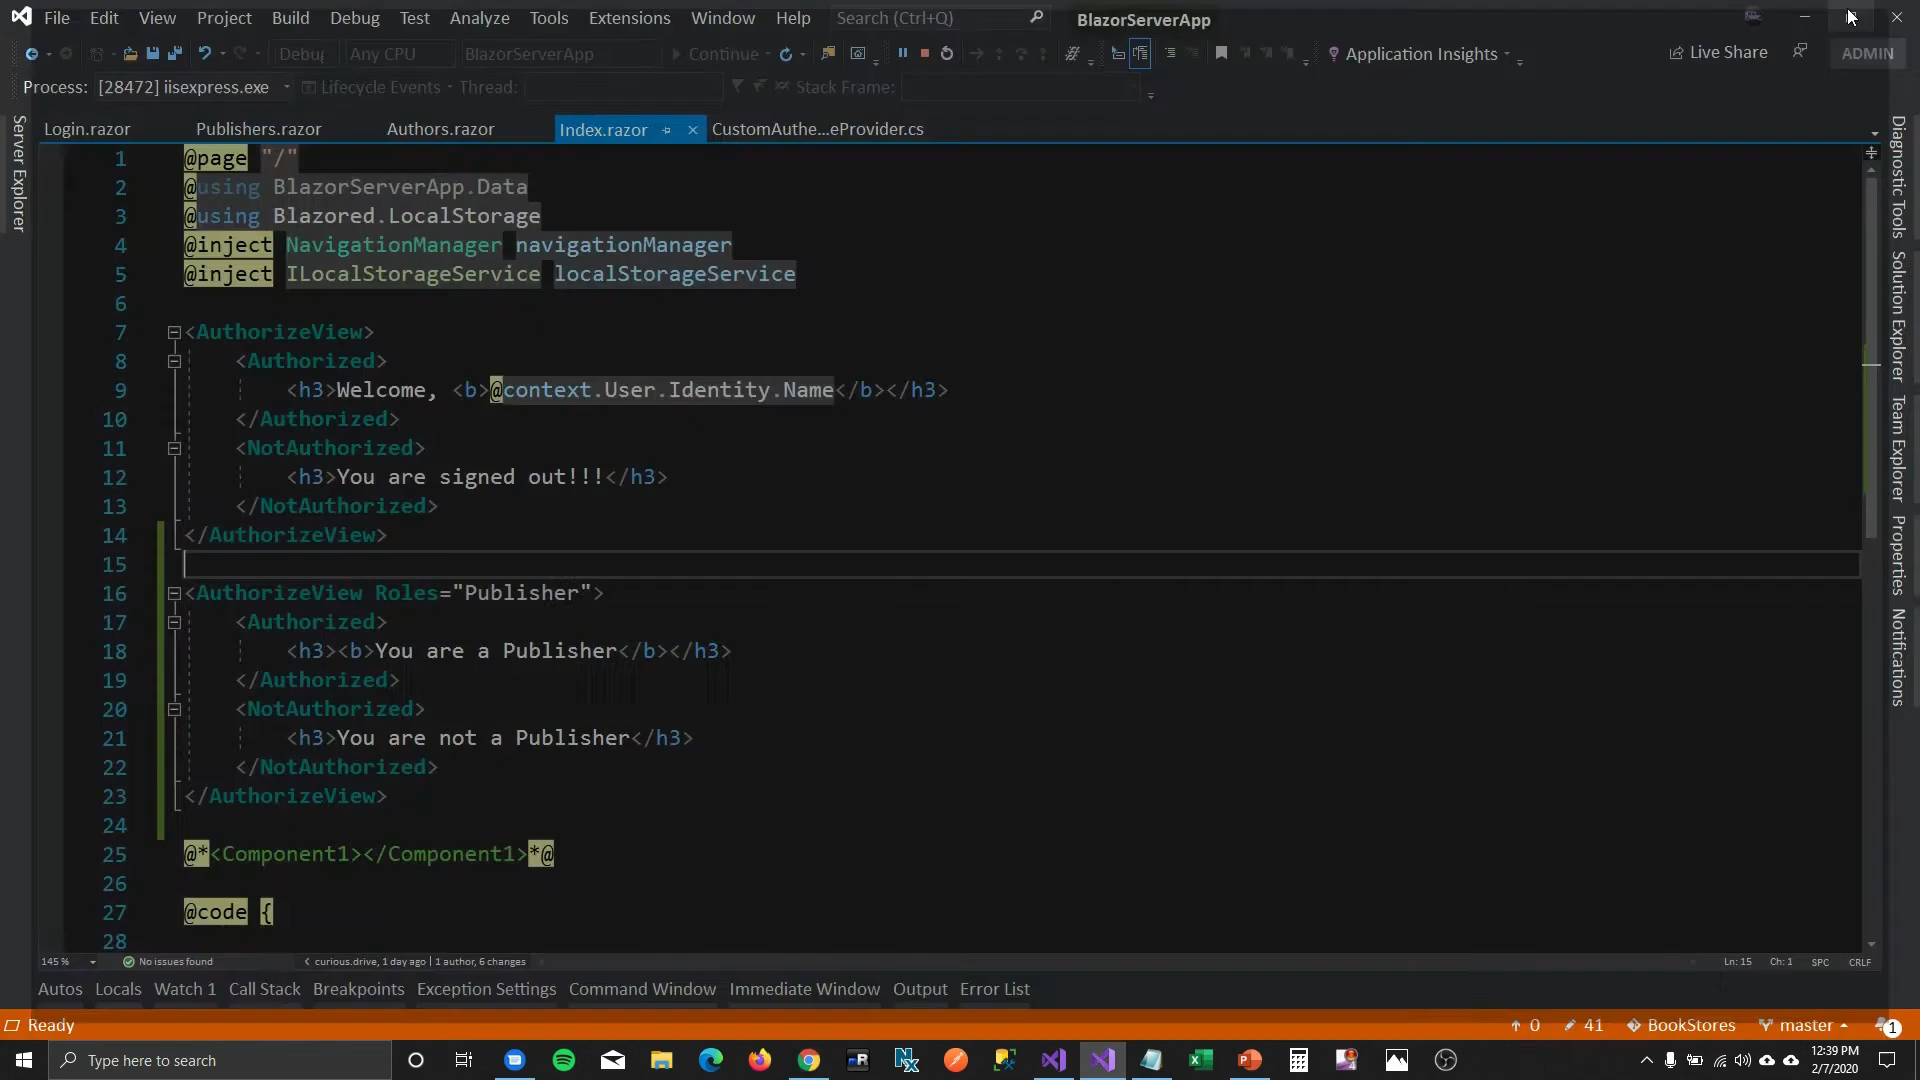 File Edit View Project Build Debug Test Analyze Tools Extensions Window Help Search (Ctrl+Q) BlazorServerApp
Debug Any CPU BlazorServerApp Continue Application Insights Live Share ADMIN
Process: [28472] iisexpress.exe Lifecycle Events Thread: Stack Frame:
Server Explorer
Login.razor Publishers.razor Authors.razor Index.razor CustomAuthe...eProvider.cs
1 @page "/"
2 @using BlazorServerApp.Data
3 @using Blazored.LocalStorage
4 @inject NavigationManager navigationManager
5 @inject ILocalStorageService localStorageService
6
7 <AuthorizeView>
8 <Authorized>
9 <h3>Welcome, <b>@context.User.Identity.Name</b></h3>
10 </Authorized>
11 <NotAuthorized>
12 <h3>You are signed out!!!</h3>
13 </NotAuthorized>
14 </AuthorizeView>
15
16 <AuthorizeView Roles="Publisher">
17 <Authorized>
18 <h3><b>You are a Publisher</b></h3>
19 </Authorized>
20 <NotAuthorized>
21 <h3>You are not a Publisher</h3>
22 </NotAuthorized>
23 </AuthorizeView>
24
25 @*<Component1></Component1>*@
26
27 @code {
28
Diagnostic Tools
Solution Explorer
Team Explorer
Properties
Notifications
145 % No issues found curious.drive, 1 day ago | 1 author, 6 changes Ln: 15 Ch: 1 SPC CRLF
Autos Locals Watch 1 Call Stack Breakpoints Exception Settings Command Window Immediate Window Output Error List
Ready 0 41 BookStores master 1
Type here to search
12:39 PM
2/7/2020